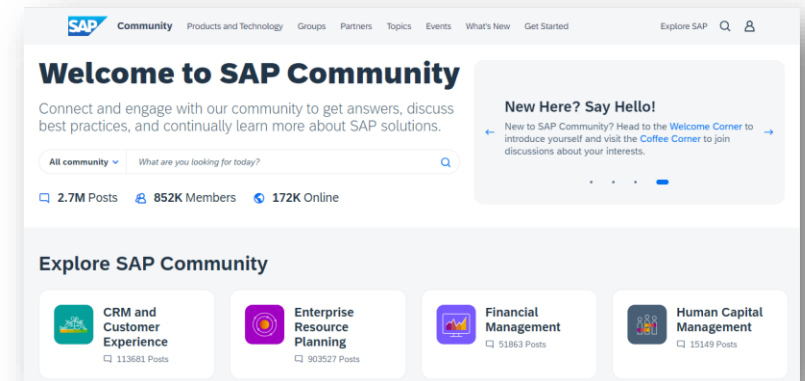 SAP Community Products and Technology Groups Partners Topics Events What's New Get Started Explore SAP
Welcome to SAP Community
Connect and engage with our community to get answers, discuss
best practices, and continually learn more about SAP solutions.
All community What are you looking for today?
2.7M Posts 852K Members 172K Online
New Here? Say Hello!
New to SAP Community? Head to the Welcome Corner to
introduce yourself and visit the Coffee Corner to join
discussions about your interests.
Explore SAP Community
CRM and
Customer
Experience
113681 Posts
Enterprise
Resource
Planning
903527 Posts
Financial
Management
51863 Posts
Human Capital
Management
15149 Posts